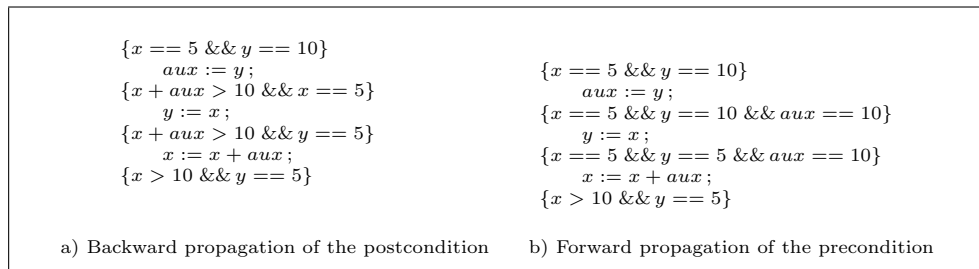 {x == 5 && y == 10}
aux := y ;
{x + aux > 10 && x == 5}
y := x ;
{x + aux > 10 && y == 5}
x := x + aux ;
{x > 10 && y == 5}
a) Backward propagation of the postcondition
{x == 5 && y == 10}
aux := y ;
{x == 5 && y == 10 && aux == 10}
y := x ;
{x == 5 && y == 5 && aux == 10}
x := x + aux ;
{x > 10 && y == 5}
b) Forward propagation of the precondition